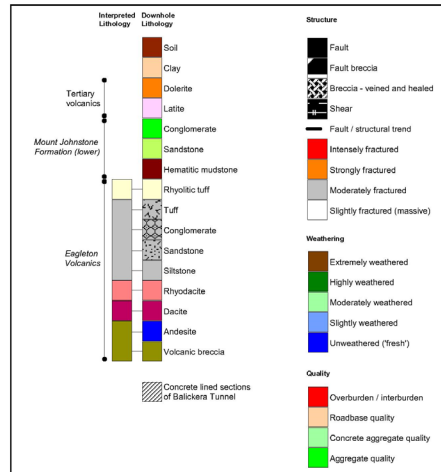 Interpreted Lithology
Downhole Lithology
Soil
Clay
Tertiary volcanics
Dolerite
Latite
Mount Johnstone Formation (lower)
Conglomerate
Sandstone
Hematitic mudstone
Eagleton Volcanics
Rhyolitic tuff
Tuff
Conglomerate
Sandstone
Siltstone
Rhyodacite
Dacite
Andesite
Volcanic breccia
Concrete lined sections
of Balickera Tunnel
Structure
Fault
Fault breccia
Breccia - veined and healed
Shear
Fault / structural trend
Intensely fractured
Strongly fractured
Moderately fractured
Slightly fractured (massive)
Weathering
Extremely weathered
Highly weathered
Moderately weathered
Slightly weathered
Unweathered ('fresh')
Quality
Overburden / interburden
Roadbase quality
Concrete aggregate quality
Aggregate quality